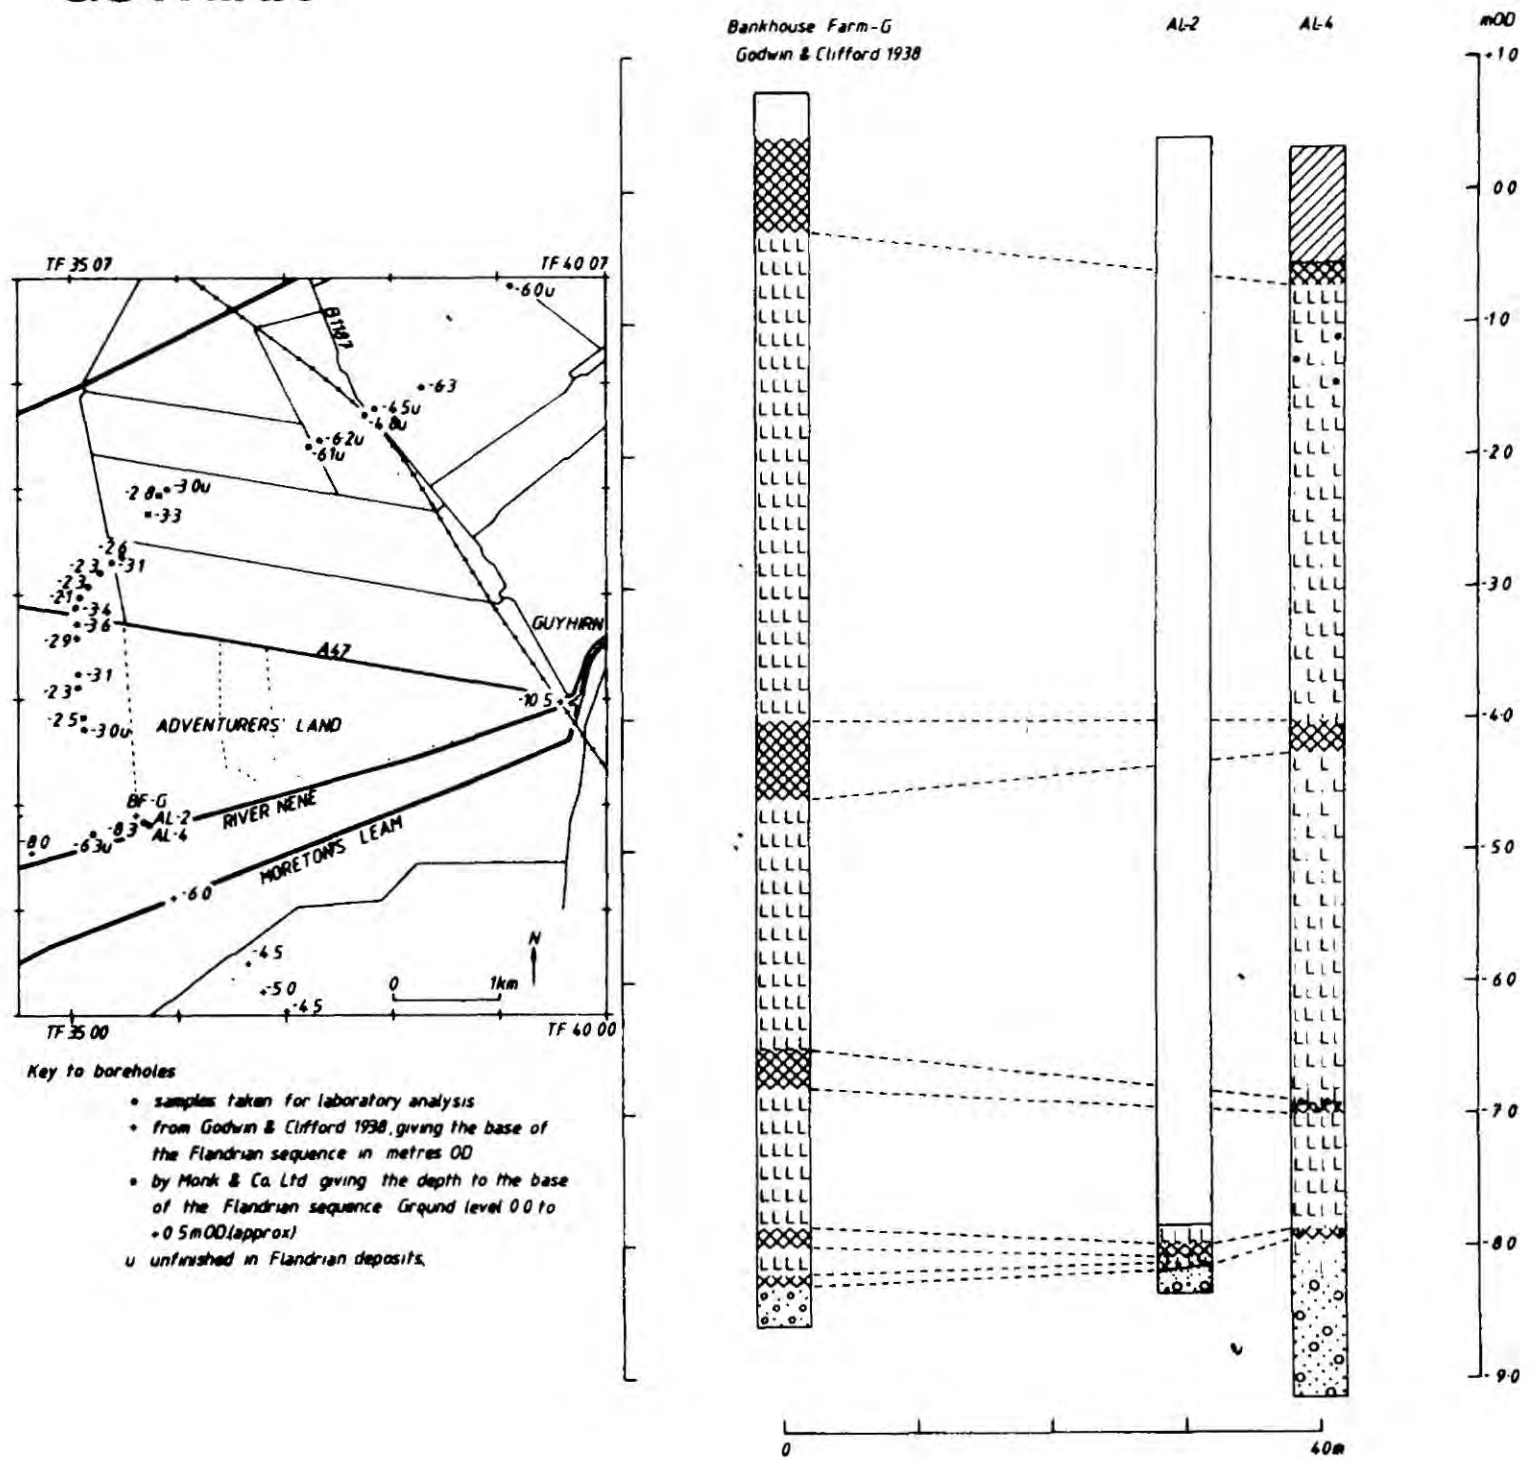 Bankhouse Farm-G
Godwin & Clifford 1938
AL-2
AL-4
mOD
+1 0
0 0
-1 0
-2 0
-3 0
-4 0
-5 0
-6 0
-7 0
-8 0
-9 0
0
40m
TF 35 07
TF 40 07
-6 0 u
B1187
-6 3
-4 5u
-4 8u
-6 2u
-6 1u
-2 8
-3 0u
-3 3
-2 6
-2 3
-3 1
-2 3
-2 1
-3 4
-3 6
-2 9
GUYHIRN
A47
-3 1
-2 3
-10 5
-2 5
-3 0u
ADVENTURERS' LAND
BF-G
AL-2
-8 3
AL-4
RIVER NENE
-8 0
-6 3u
MORETON'S LEAM
-6 0
-4 5
N
-5 0
0
1km
-4 5
TF 35 00
TF 40 00
Key to boreholes
samples taken for laboratory analysis
+ from Godwin & Clifford 1938, giving the base of
the Flandrian sequence in metres OD
by Monk & Co. Ltd giving the depth to the base
of the Flandrian sequence Ground level 0 0 to
+0 5mOD.(approx)
u unfinished in Flandrian deposits.